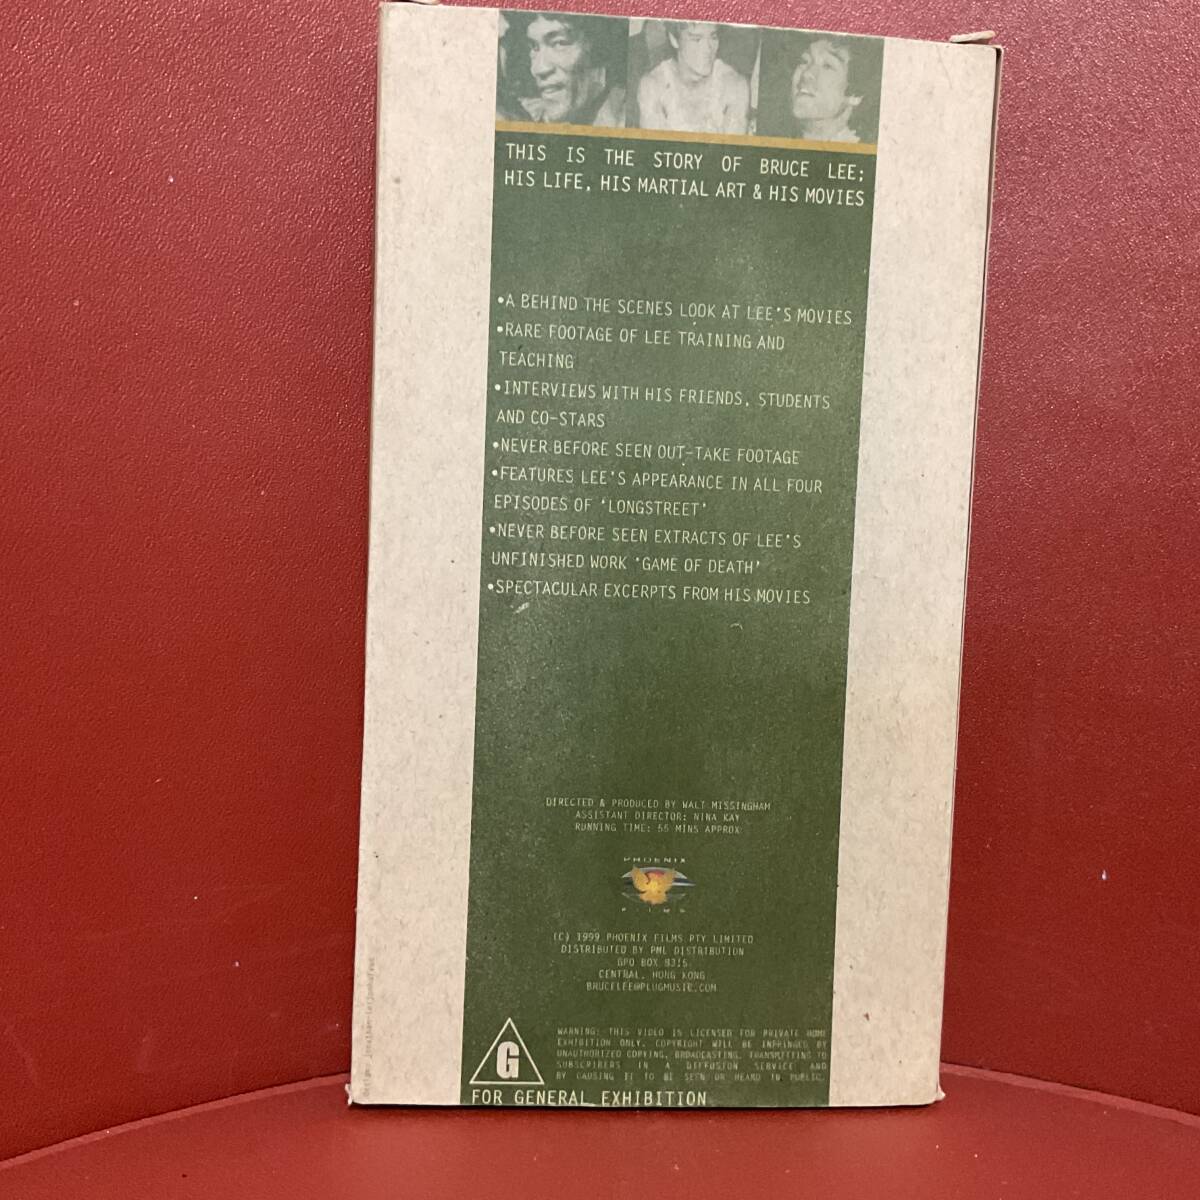 THIS IS THE STORY OF BRUCE LEE:
HIS LIFE, HIS MARTIAL ART & HIS MOVIES
•A BEHIND THE SCENES LOOK AT LEE'S MOVIES
•RARE FOOTAGE OF LEE TRAINING AND
TEACHING
•INTERVIEWS WITH HIS FRIENDS, STUDENTS
AND CO-STARS
•NEVER BEFORE SEEN OUT-TAKE FOOTAGE
•FEATURES LEE'S APPEARANCE IN ALL FOUR
EPISODES OF 'LONGSTREET'
•NEVER BEFORE SEEN EXTRACTS OF LEE'S
UNFINISHED WORK 'GAME OF DEATH'
•SPECTACULAR EXCERPTS FROM HIS MOVIES
DIRECTED & PRODUCED BY WALT MISSINGHAM
ASSISTANT DIRECTOR: NINA KAY
RUNNING TIME: 55 MINS APPROX
PHOENIX
FILMS
(C) 1999 PHOENIX FILMS PTY LIMITED
DISTRIBUTED BY PML DISTRIBUTION
GPO BOX 8315
CENTRAL, HONG KONG
BRUCELEE@PLUGMUSIC.COM
WARNING: THIS VIDEO IS LICENSED FOR PRIVATE HOME
EXHIBITION ONLY. COPYRIGHT WILL BE INFRINGED BY
UNAUTHORIZED COPYING, BROADCASTING, TRANSMITTING TO
SUBSCRIBERS IN A DIFFUSION SERVICE AND
BY CAUSING IT TO BE SEEN OR HEARD IN PUBLIC.
G
FOR GENERAL EXHIBITION